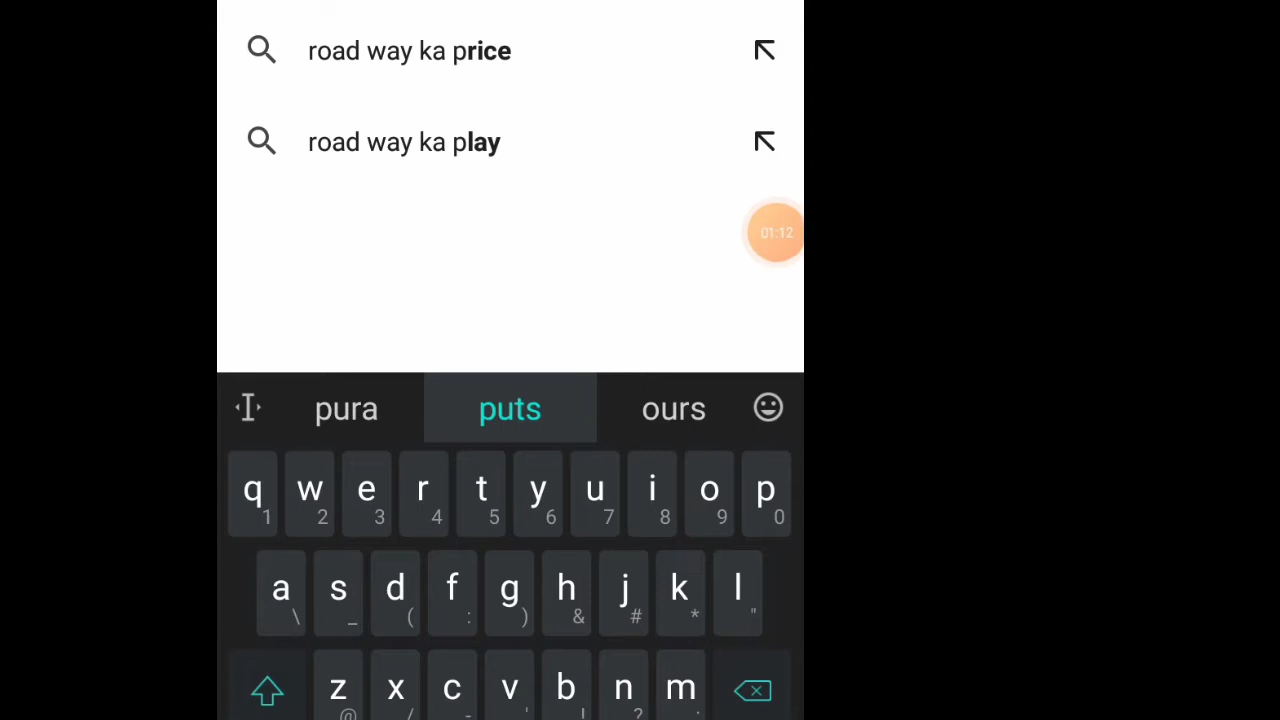 road way ka price
road way ka play
01:12
pura puts ours
q w e r t y u i o p
1 2 3 4 5 6 7 8 9 0
a s d f g h j k l
\ _ ( : ) & # * "
z x c v b n m
@ / - ' ! ?